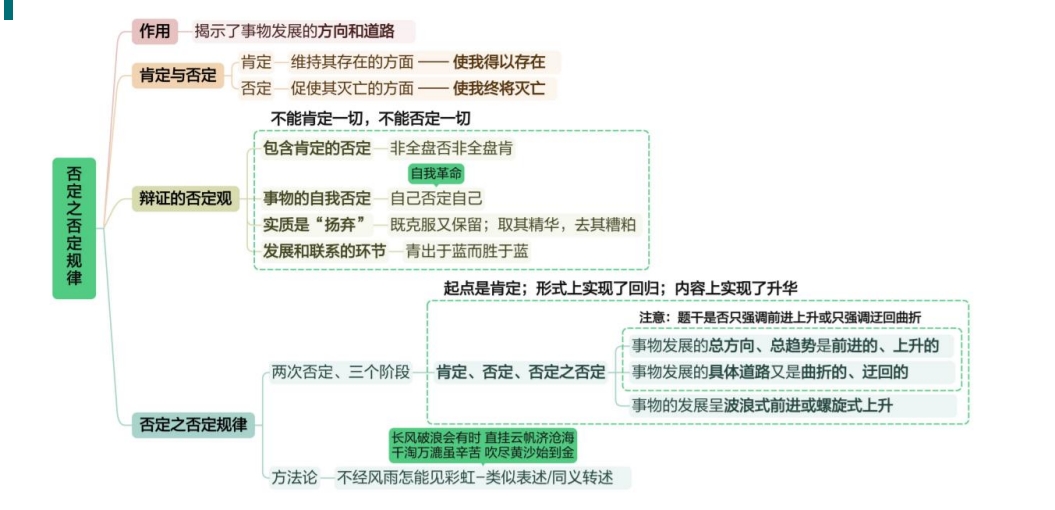 否定之否定规律
作用
揭示了事物发展的方向和道路
肯定与否定
肯定
维持其存在的方面 —— 使我得以存在
否定
促使其灭亡的方面 —— 使我终将灭亡
辩证的否定观
不能肯定一切，不能否定一切
包含肯定的否定
非全盘否非全盘肯
自我革命
事物的自我否定
自己否定自己
实质是“扬弃”
既克服又保留；取其精华，去其糟粕
发展和联系的环节
青出于蓝而胜于蓝
否定之否定规律
两次否定、三个阶段
起点是肯定；形式上实现了回归；内容上实现了升华
肯定、否定、否定之否定
注意：题干是否只强调前进上升或只强调迂回曲折
事物发展的总方向、总趋势是前进的、上升的
事物发展的具体道路又是曲折的、迂回的
事物的发展呈波浪式前进或螺旋式上升
长风破浪会有时 直挂云帆济沧海
千淘万漉虽辛苦 吹尽黄沙始到金
方法论
不经风雨怎能见彩虹-类似表述/同义转述